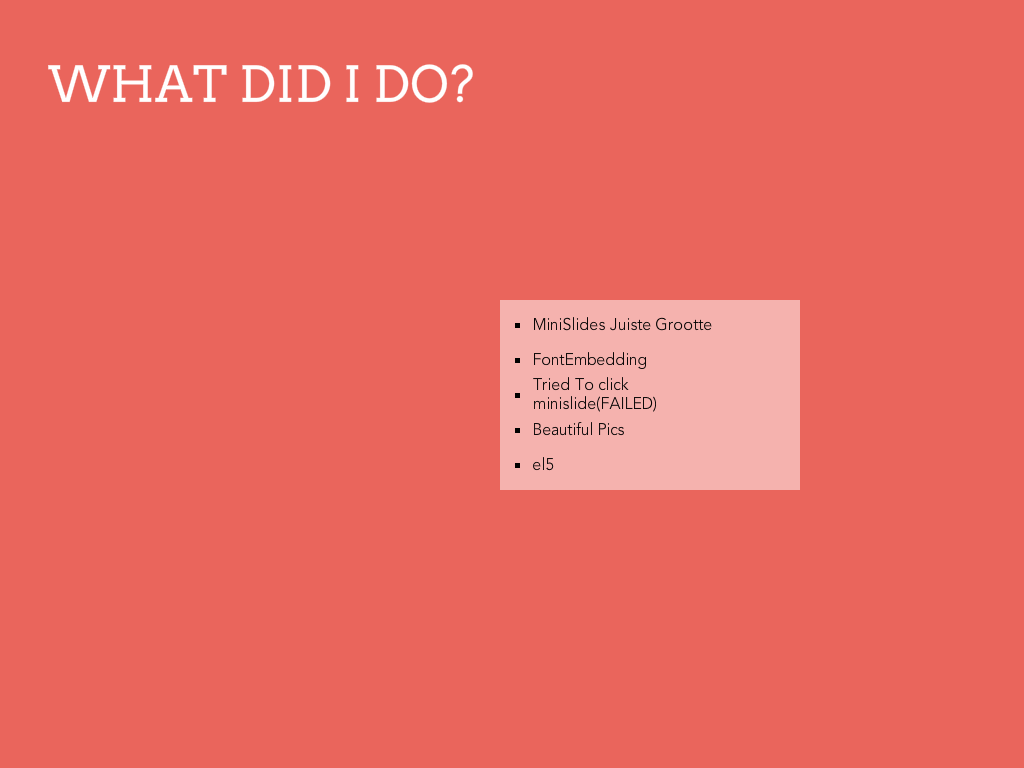 WHAT DID I DO?
MiniSlides Juiste Grootte
FontEmbedding
Tried To click
minislide(FAILED)
Beautiful Pics
el5